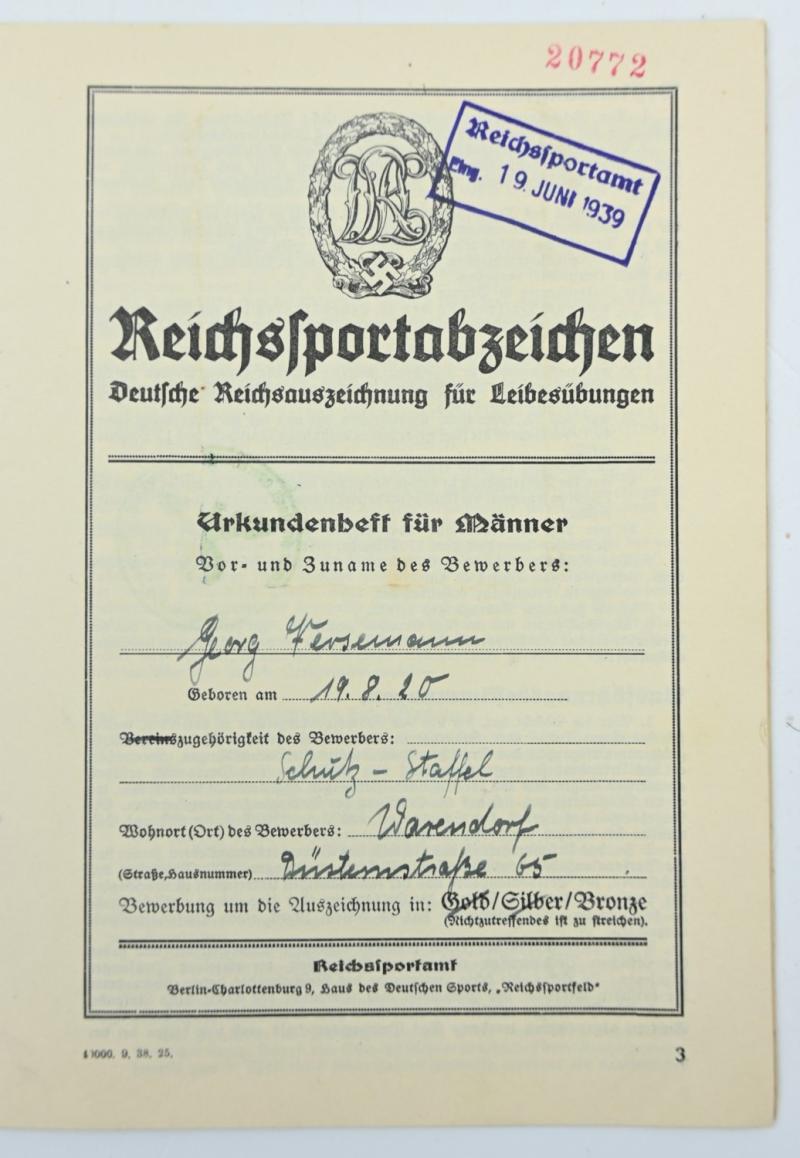 20772
Reichssportamt
Eing. 19. JUNI 1939
DRL
Reichssportabzeichen
Deutsche Reichsauszeichnung für Leibesübungen
Urkundenheft für Männer
Vor- und Zuname des Bewerbers:
Georg Versemann
Geboren am 19.8.20
Vereinszugehörigkeit des Bewerbers:
Schutz - Staffel
Wohnort (Ort) des Bewerbers: Warendorf
(Straße, Hausnummer) 65
Bewerbung um die Auszeichnung in: Gold/Silber/Bronze
(Nichtzutreffendes ist zu streichen).
Reichssportamt
Berlin-Charlottenburg 9, Haus des Deutschen Sports, „Reichssportfeld“
9. 38. 25.
3